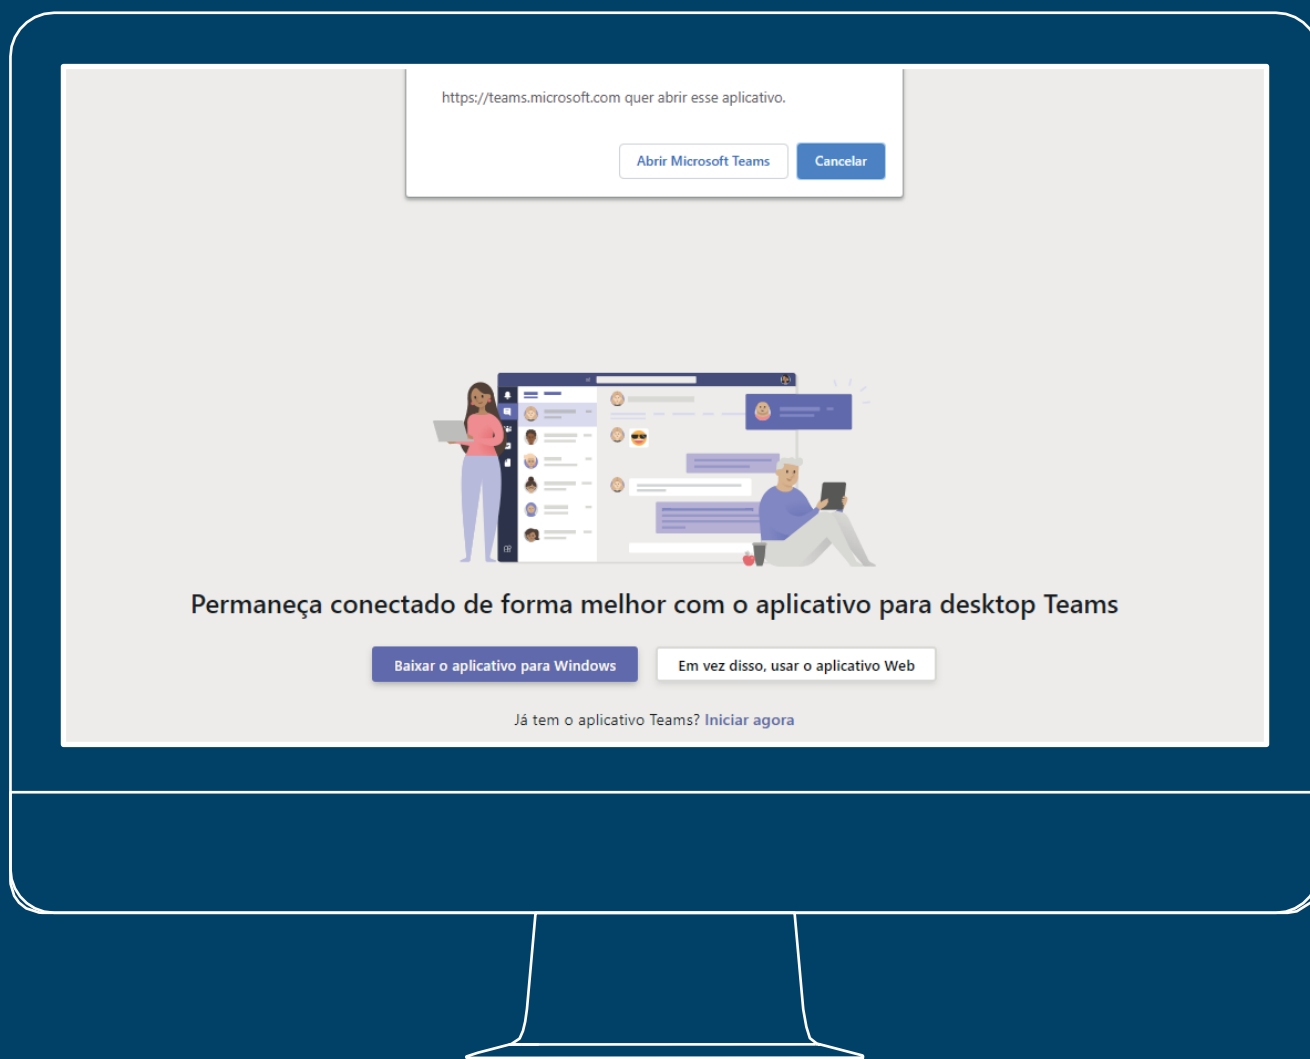 https://teams.microsoft.com quer abrir esse aplicativo.
Abrir Microsoft Teams Cancelar
Permaneça conectado de forma melhor com o aplicativo para desktop Teams
Baixar o aplicativo para Windows Em vez disso, usar o aplicativo Web
Já tem o aplicativo Teams? Iniciar agora